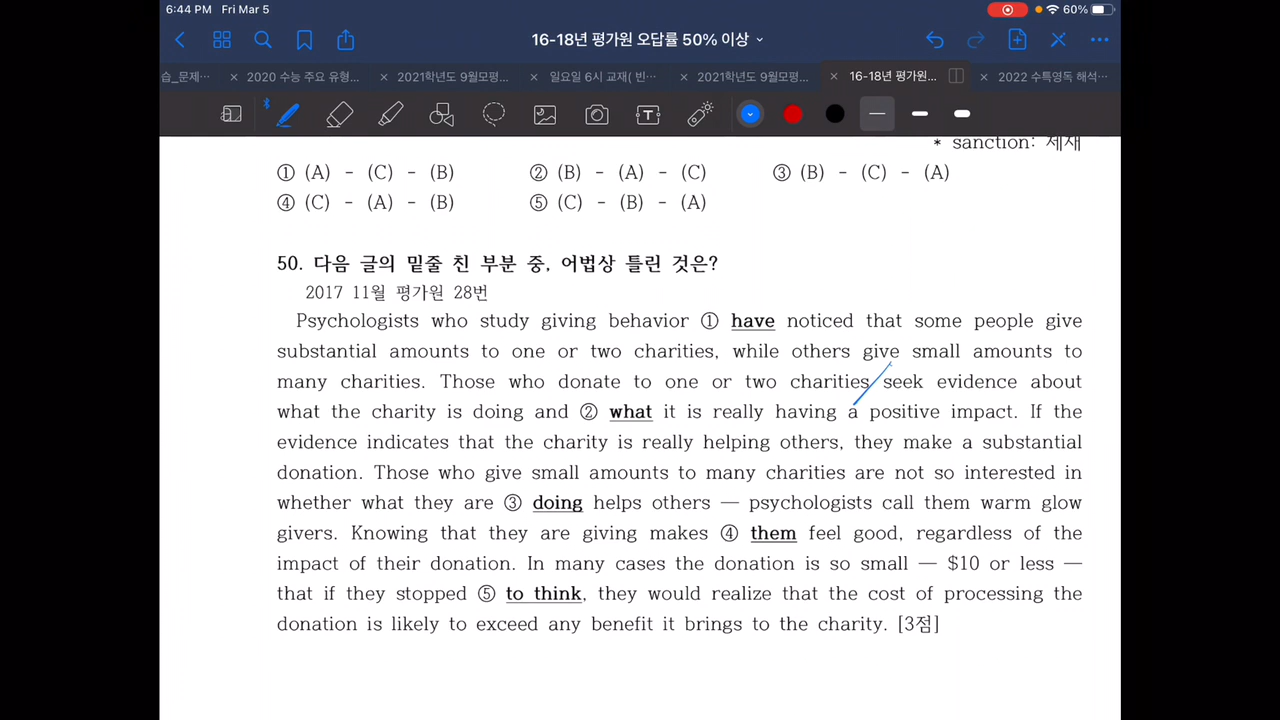 6:44 PM Fri Mar 5
60%
16-18년 평가원 오답률 50% 이상
습_문제… × 2020 수능 주요 유형… × 2021학년도 9월모평… × 일요일 6시 교재( 빈… × 2021학년도 9월모평… × 16-18년 평가원… × 2022 수특영독 해석…
* sanction: 제재
① (A) - (C) - (B) ② (B) - (A) - (C) ③ (B) - (C) - (A)
④ (C) - (A) - (B) ⑤ (C) - (B) - (A)
50. 다음 글의 밑줄 친 부분 중, 어법상 틀린 것은?
2017 11월 평가원 28번
Psychologists who study giving behavior ① have noticed that some people give
substantial amounts to one or two charities, while others give small amounts to
many charities. Those who donate to one or two charities seek evidence about
what the charity is doing and ② what it is really having a positive impact. If the
evidence indicates that the charity is really helping others, they make a substantial
donation. Those who give small amounts to many charities are not so interested in
whether what they are ③ doing helps others — psychologists call them warm glow
givers. Knowing that they are giving makes ④ them feel good, regardless of the
impact of their donation. In many cases the donation is so small — $10 or less —
that if they stopped ⑤ to think, they would realize that the cost of processing the
donation is likely to exceed any benefit it brings to the charity. [3점]